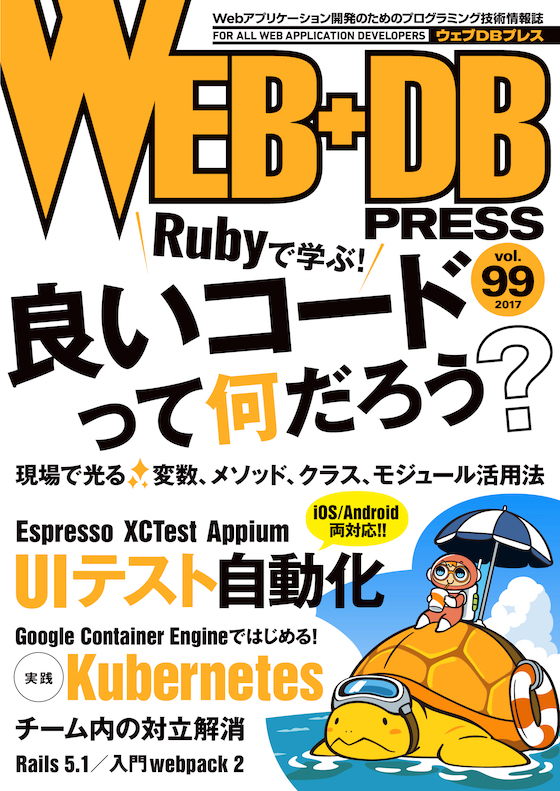 Webアプリケーション開発のためのプログラミング技術情報誌
FOR ALL WEB APPLICATION DEVELOPERS ウェブDBプレス
WEB+DB
PRESS
vol.
99
2017
Rubyで学ぶ!
良いコード
って何だろう?
現場で光る変数、メソッド、クラス、モジュール活用法
iOS/Android
両対応!!
Espresso XCTest Appium
UIテスト自動化
Google Container Engineではじめる!
実践 Kubernetes
チーム内の対立解消
Rails 5.1/入門webpack 2